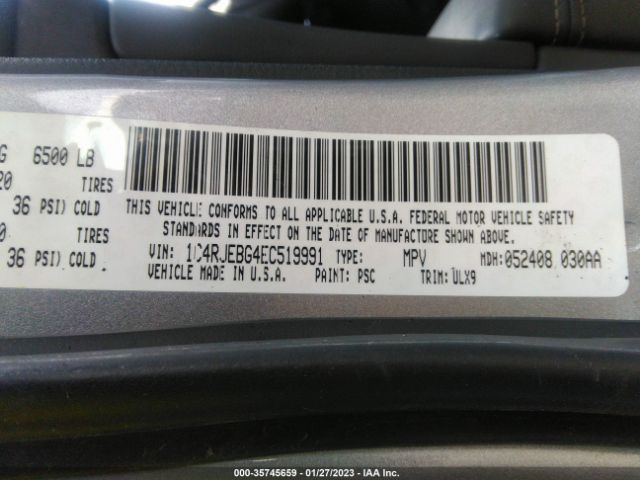 G 6500 LB
20 TIRES
36 PSI) COLD
0 TIRES
36 PSI) COLD
THIS VEHICLE CONFORMS TO ALL APPLICABLE U.S.A. FEDERAL MOTOR VEHICLE SAFETY
STANDARDS IN EFFECT ON THE DATE OF MANUFACTURE SHOWN ABOVE.
VIN: 1C4RJEBG4EC519991 TYPE: MPV MDH: 052408 030AA
VEHICLE MADE IN U.S.A. PAINT: PSC TRIM: ULX9
000-35745659 - 01/27/2023 - IAA Inc.